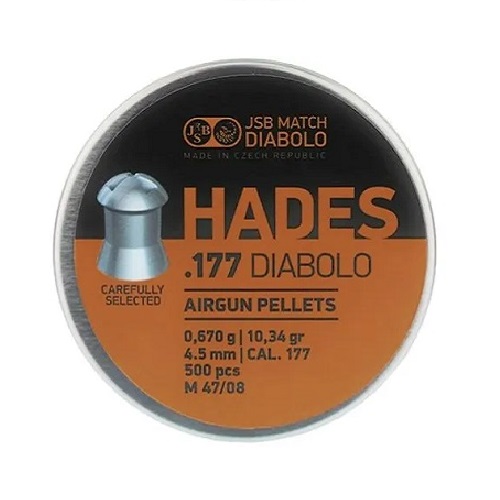 JSB
JSB MATCH
DIABOLO
MADE IN CZECH REPUBLIC
HADES
.177 DIABOLO
CAREFULLY
SELECTED
AIRGUN PELLETS
0,670 g | 10,34 gr
4.5 mm | CAL. 177
500 pcs
M 47/08